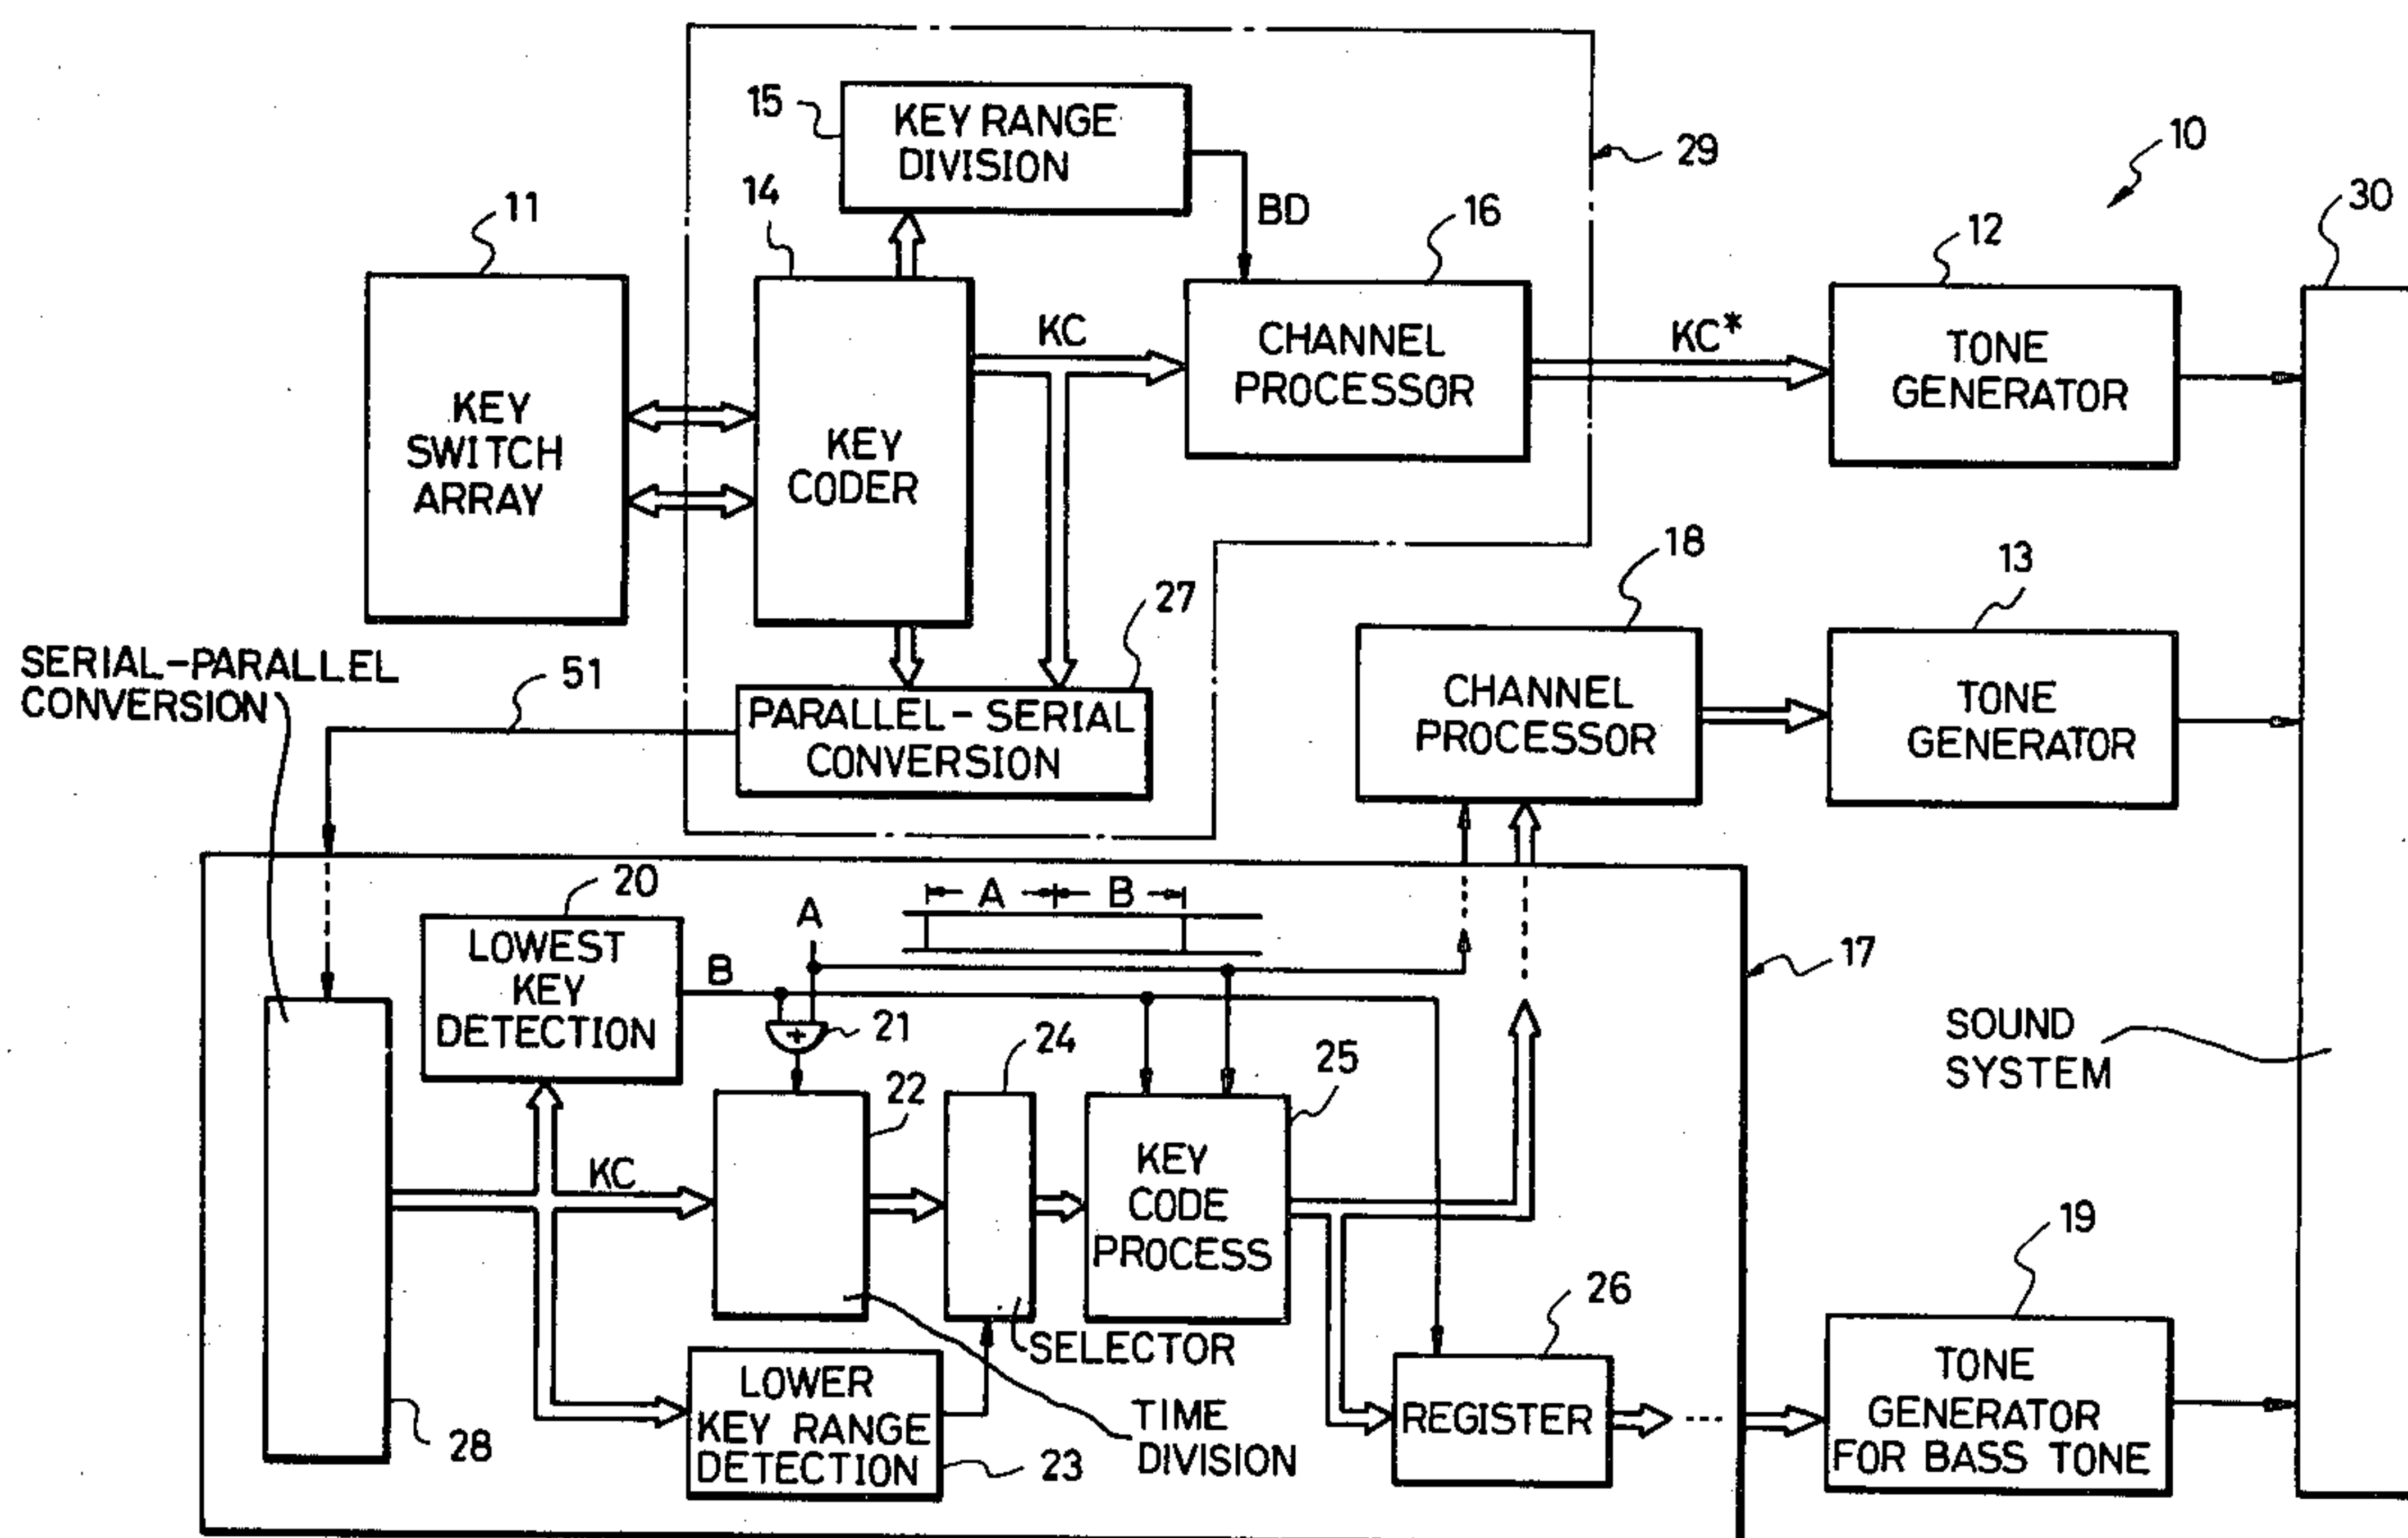 15
KEY RANGE
DIVISION
29
10
14
BD
16
12
30
11
KEY
SWITCH
ARRAY
KEY
CODER
KC
CHANNEL
PROCESSOR
KC*
TONE
GENERATOR
27
18
13
SERIAL-PARALLEL
CONVERSION
51
PARALLEL-SERIAL
CONVERSION
CHANNEL
PROCESSOR
TONE
GENERATOR
20
A
A
B
17
LOWEST
KEY
DETECTION
B
+
21
24
25
SOUND
SYSTEM
22
KC
KEY
CODE
PROCESS
19
26
SELECTOR
28
LOWER
KEY RANGE
DETECTION
23
TIME
DIVISION
REGISTER
TONE
GENERATOR
FOR BASS TONE